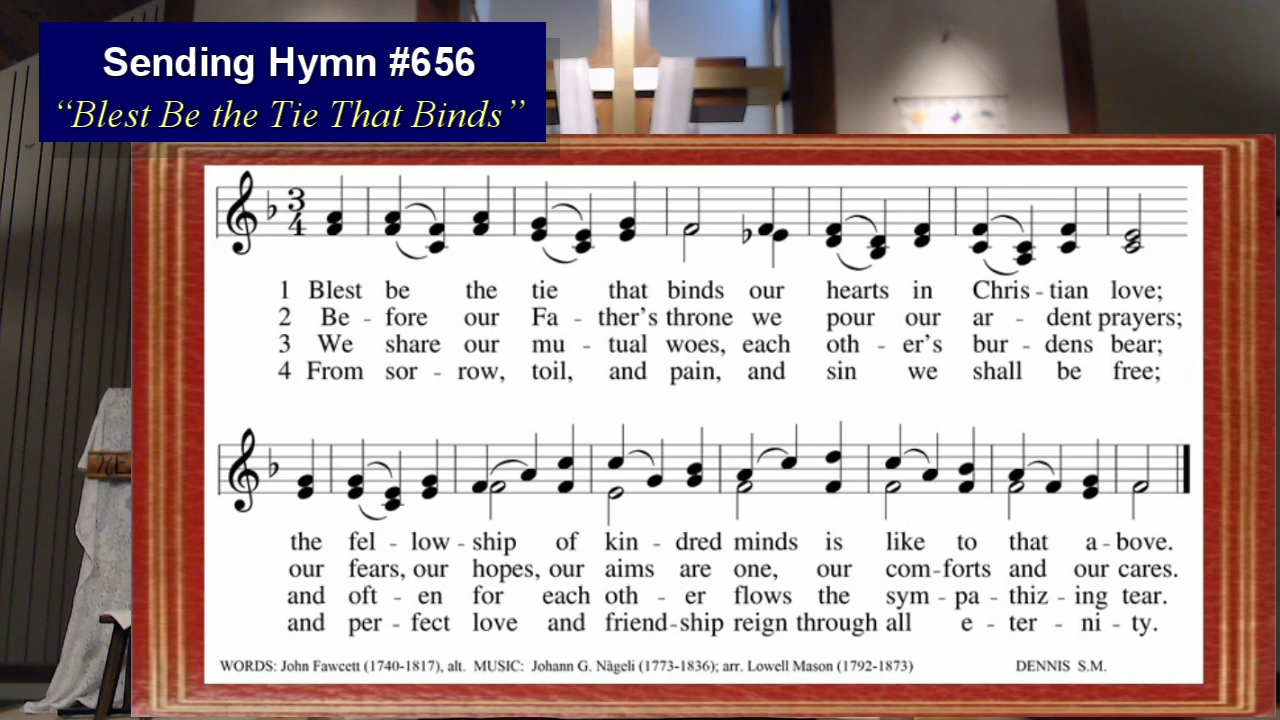 Sending Hymn #656
“Blest Be the Tie That Binds”
3
4
1 Blest be the tie that binds our hearts in Chris - tian love;
2 Be - fore our Fa - ther's throne we pour our ar - dent prayers;
3 We share our mu - tual woes, each oth - er's bur - dens bear;
4 From sor - row, toil, and pain, and sin we shall be free;
the fel - low - ship of kin - dred minds is like to that a - bove.
our fears, our hopes, our aims are one, our com - forts and our cares.
and oft - en for each oth - er flows the sym - pa - thiz - ing tear.
and per - fect love and friend - ship reign through all e - ter - ni - ty.
WORDS: John Fawcett (1740-1817), alt. MUSIC: Johann G. Nägeli (1773-1836); arr. Lowell Mason (1792-1873) DENNIS S.M.